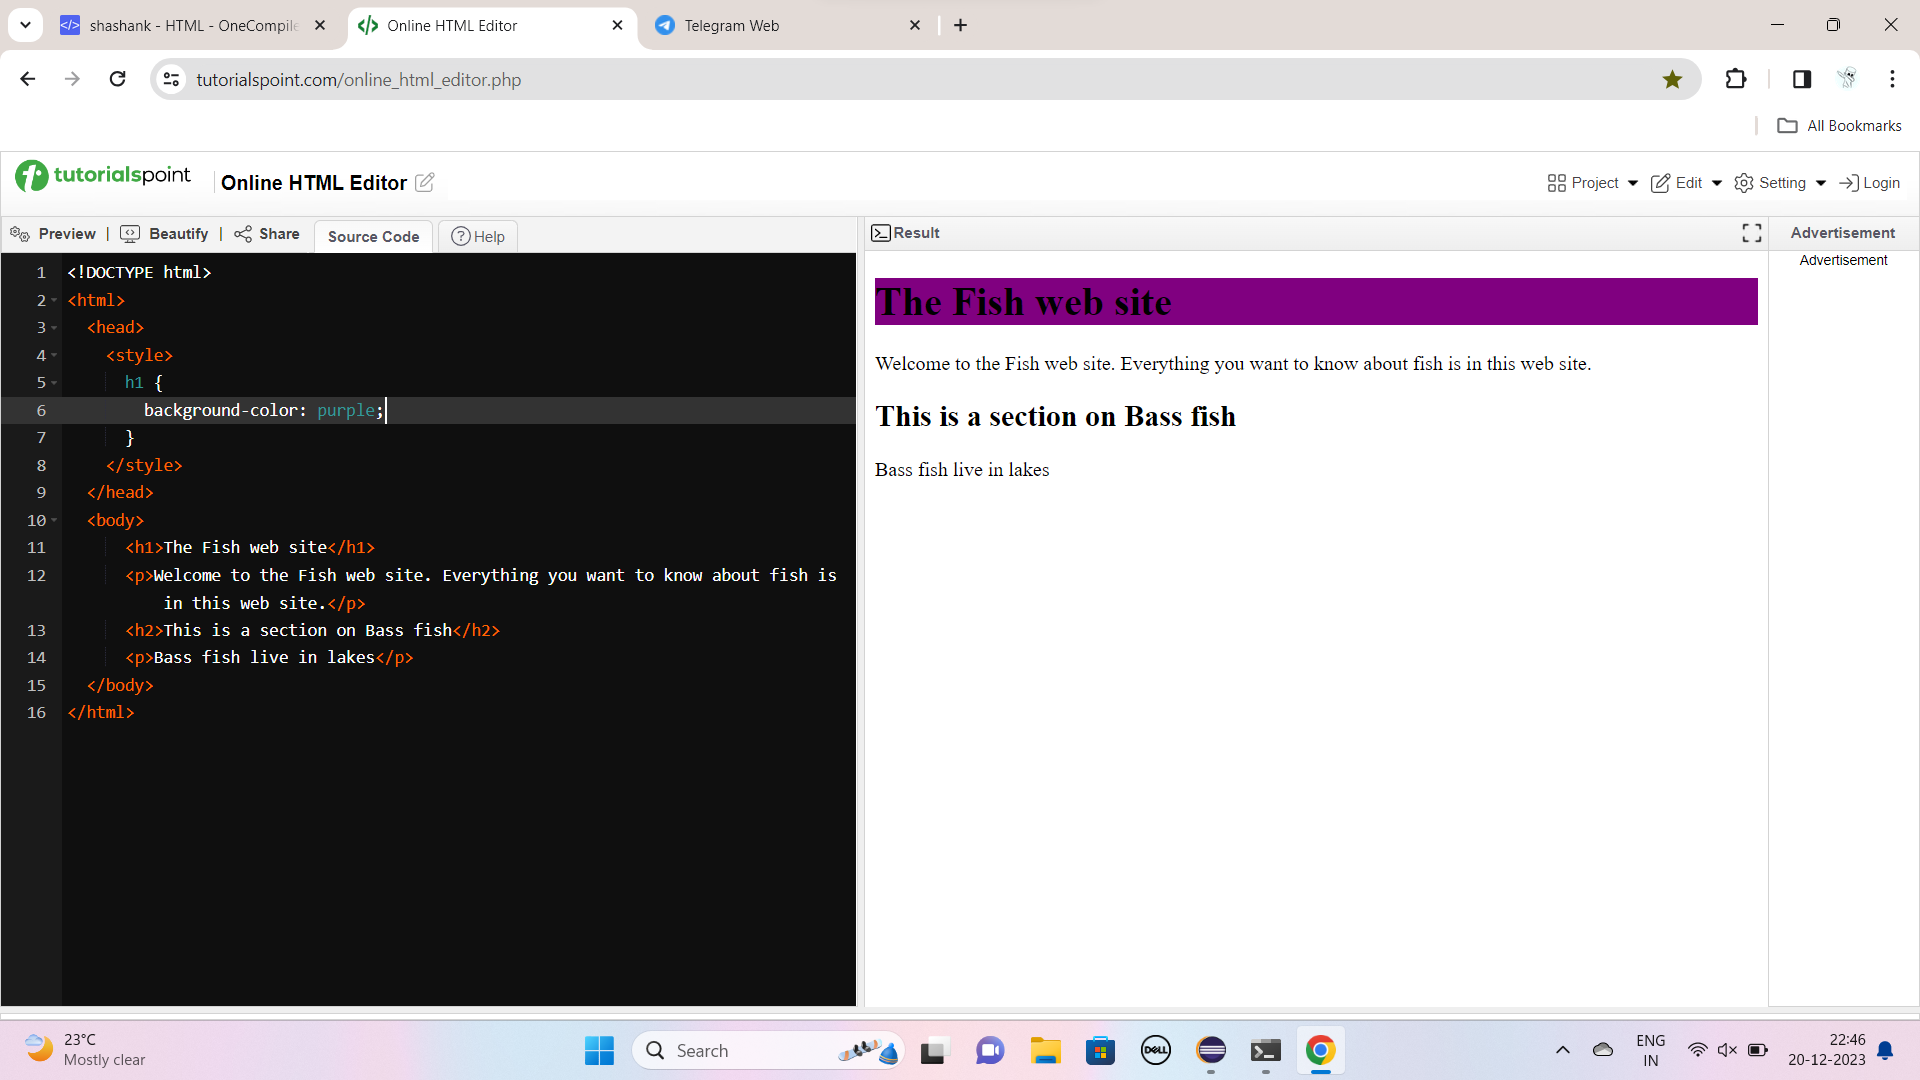 shashank - HTML - OneCompile
Online HTML Editor
Telegram Web
tutorialspoint.com/online_html_editor.php
All Bookmarks
tutorialspoint
Online HTML Editor
Project
Edit
Setting
Login
Preview | Beautify | Share
Source Code
Help
Result
Advertisement
Advertisement
1 <!DOCTYPE html>
2 <html>
3 <head>
4 <style>
5 h1 {
6 background-color: purple;
7 }
8 </style>
9 </head>
10 <body>
11 <h1>The Fish web site</h1>
12 <p>Welcome to the Fish web site. Everything you want to know about fish is
in this web site.</p>
13 <h2>This is a section on Bass fish</h2>
14 <p>Bass fish live in lakes</p>
15 </body>
16 </html>
The Fish web site
Welcome to the Fish web site. Everything you want to know about fish is in this web site.
This is a section on Bass fish
Bass fish live in lakes
23°C
Mostly clear
Search
DELL
ENG
IN
22:46
20-12-2023